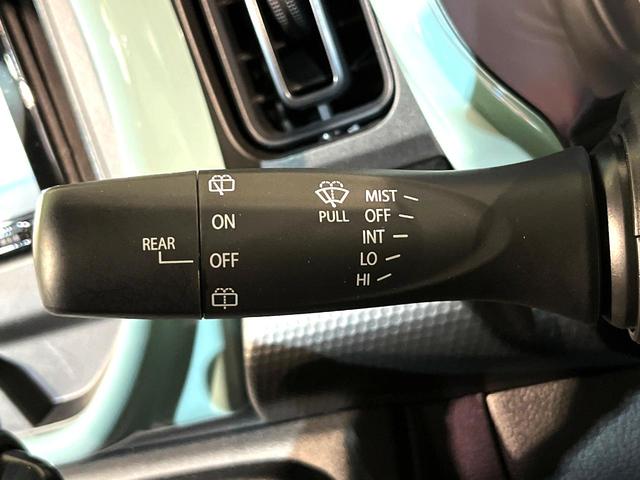 REAR
ON
OFF
PULL
MIST
OFF
INT
LO
HI